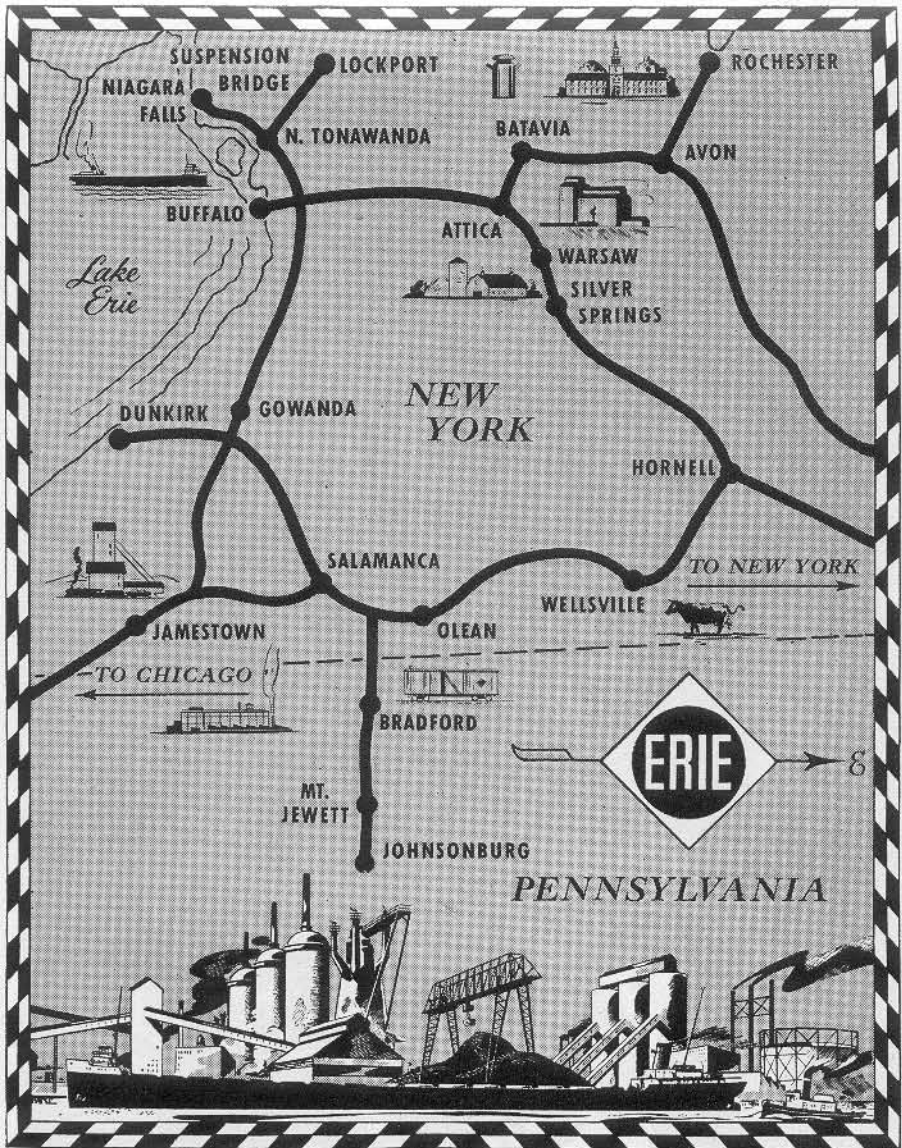 SUSPENSION
BRIDGE
LOCKPORT
ROCHESTER
NIAGARA
FALLS
N. TONAWANDA
BATAVIA
AVON
BUFFALO
ATTICA
WARSAW
Lake
Erie
SILVER
SPRINGS
NEW
YORK
DUNKIRK
GOWANDA
HORNELL
SALAMANCA
TO NEW YORK
WELLSVILLE
JAMESTOWN
OLEAN
TO CHICAGO
BRADFORD
ERIE
E
MT.
JEWETT
JOHNSONBURG
PENNSYLVANIA